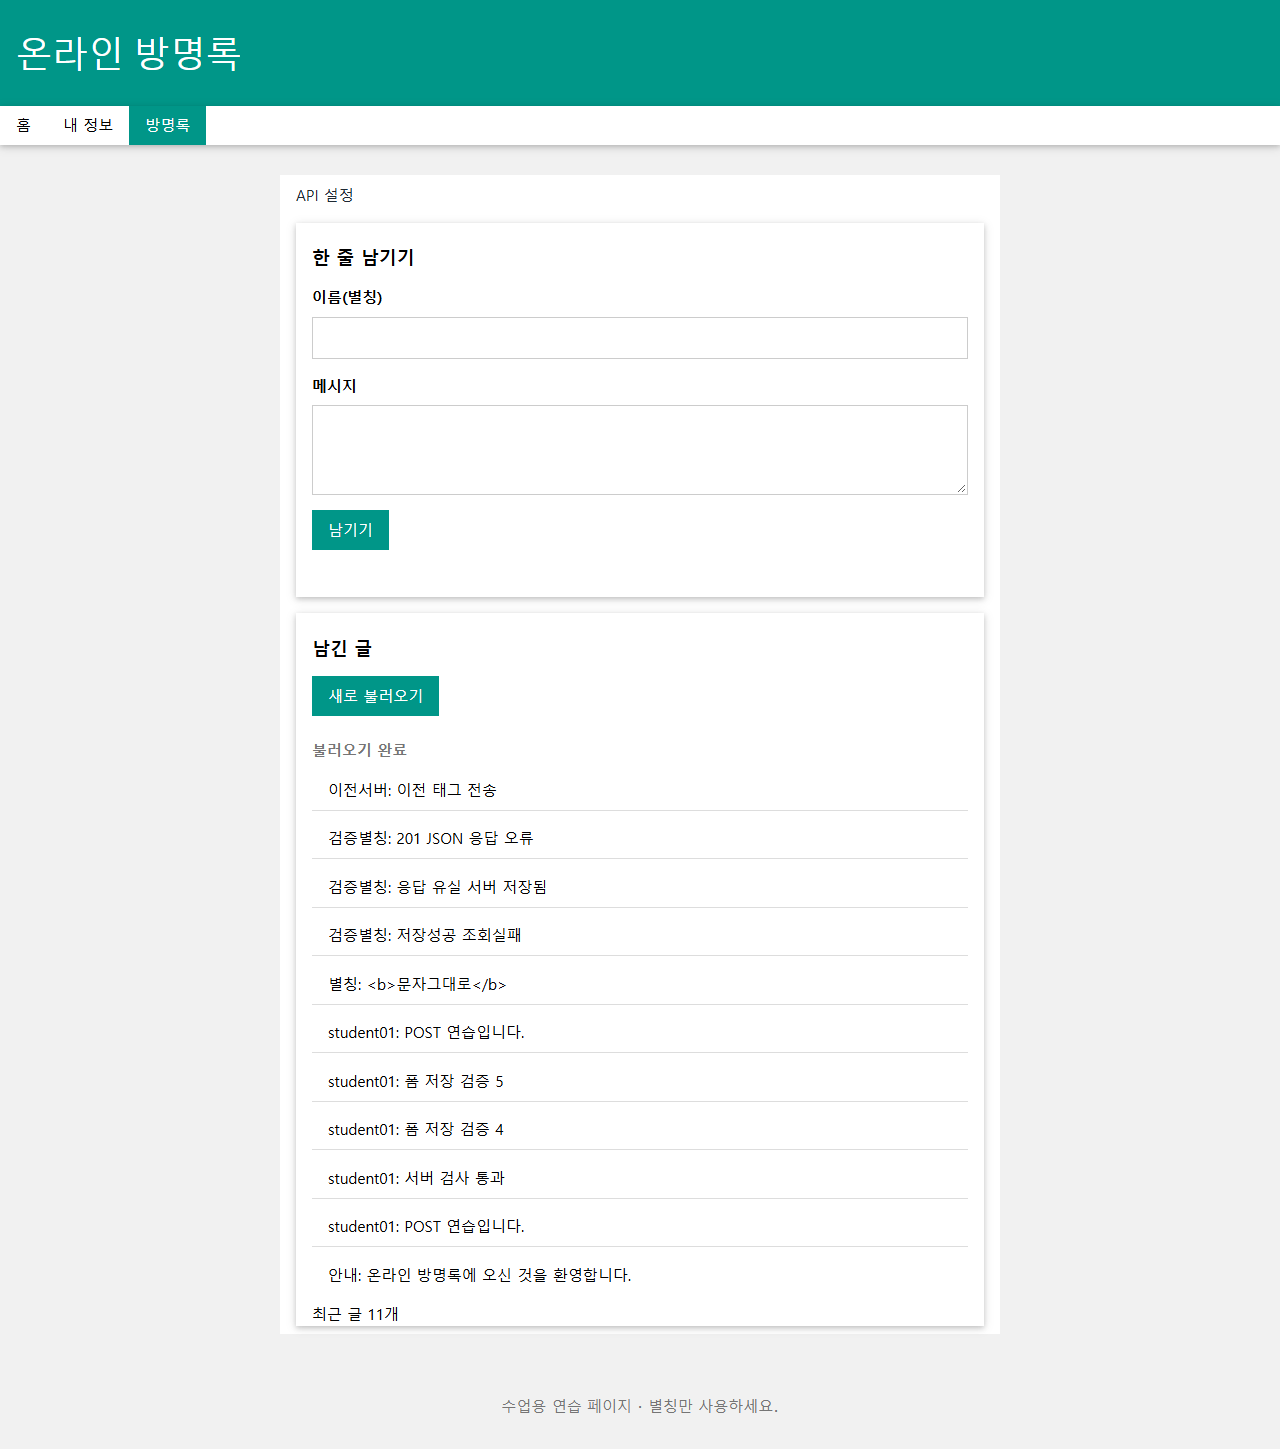 온라인 방명록
홈 내 정보 방명록
API 설정
한 줄 남기기
이름(별칭)
메시지
남기기
남긴 글
새로 불러오기
불러오기 완료
이전서버: 이전 태그 전송
검증별칭: 201 JSON 응답 오류
검증별칭: 응답 유실 서버 저장됨
검증별칭: 저장성공 조회실패
별칭: <b>문자그대로</b>
student01: POST 연습입니다.
student01: 폼 저장 검증 5
student01: 폼 저장 검증 4
student01: 서버 검사 통과
student01: POST 연습입니다.
안내: 온라인 방명록에 오신 것을 환영합니다.
최근 글 11개
수업용 연습 페이지 · 별칭만 사용하세요.